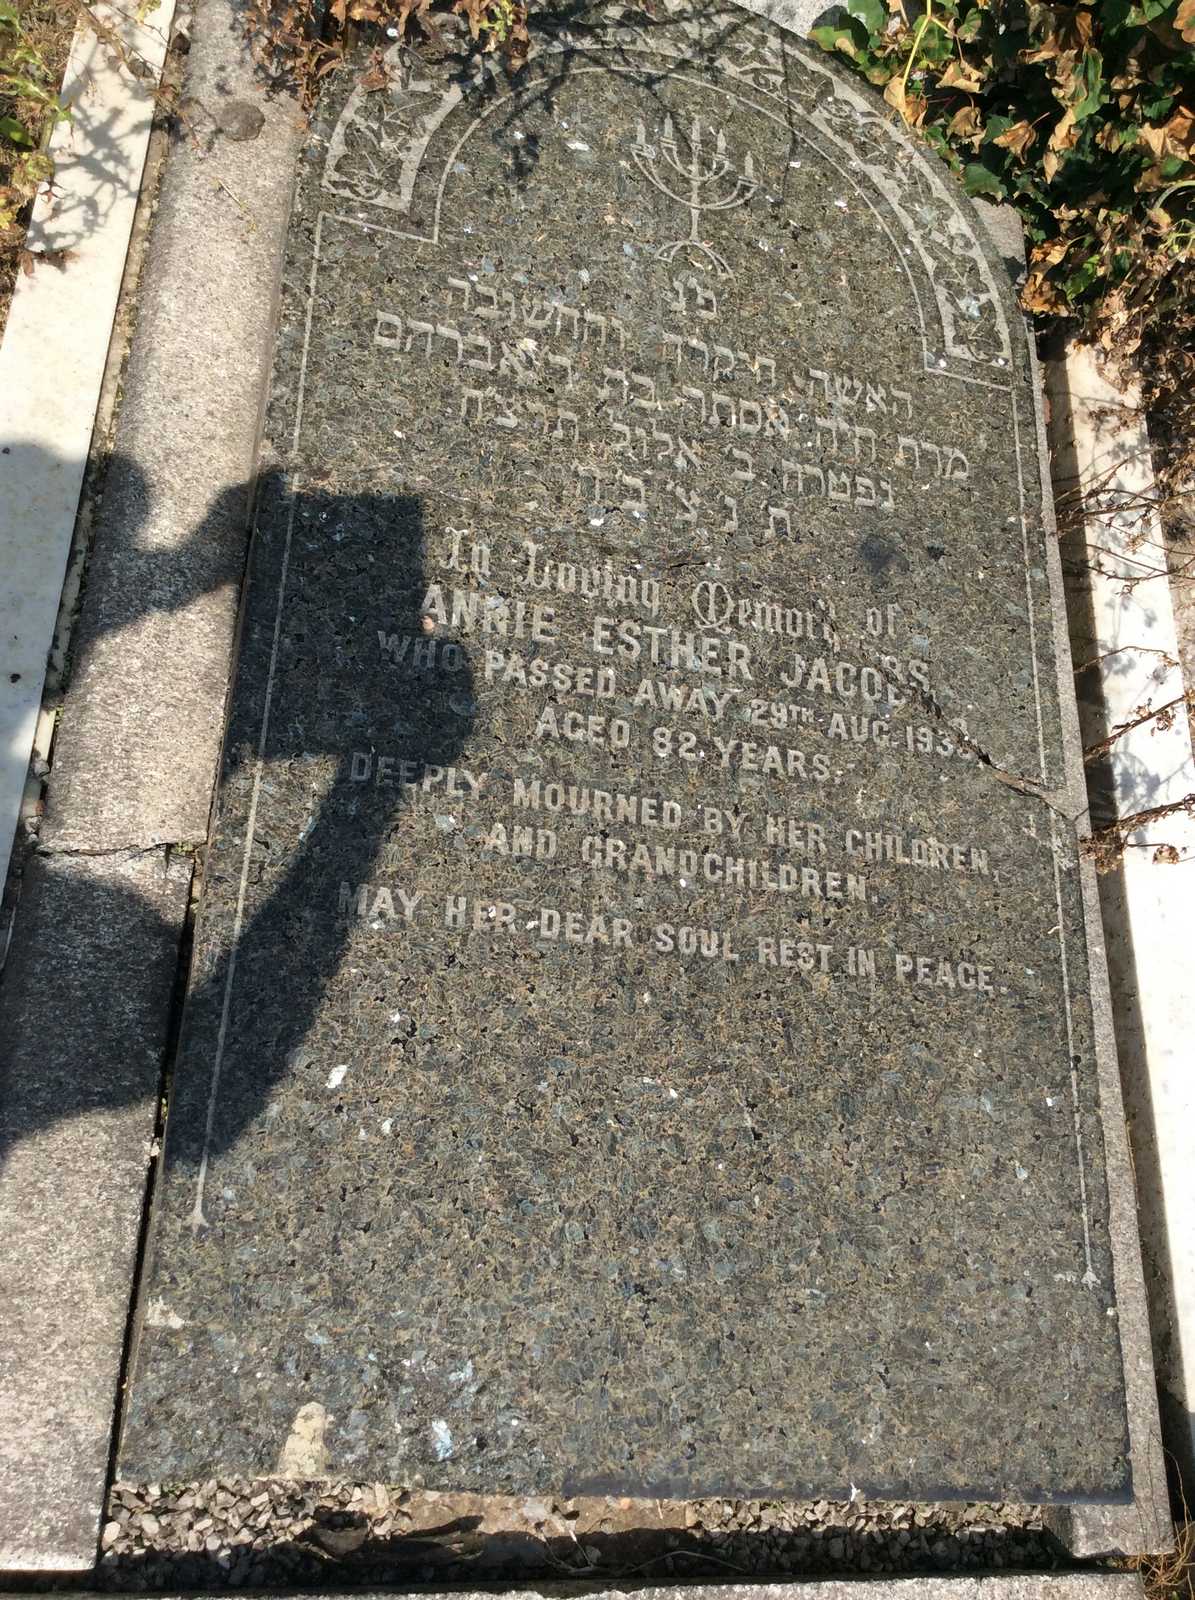 פ״נ
האשה היקרה והחשובה
מרת חי׳ה אסתר בת ר׳ אברהם
נפטרה ב׳ אלול תרצ״ח
ת׳ נ׳ צ׳ ב׳ ה׳
In Loving Memory of
ANNIE ESTHER JACOBS,
WHO PASSED AWAY 29TH AUG. 1938
AGED 82 YEARS.
DEEPLY MOURNED BY HER CHILDREN,
AND GRANDCHILDREN.
MAY HER DEAR SOUL REST IN PEACE.